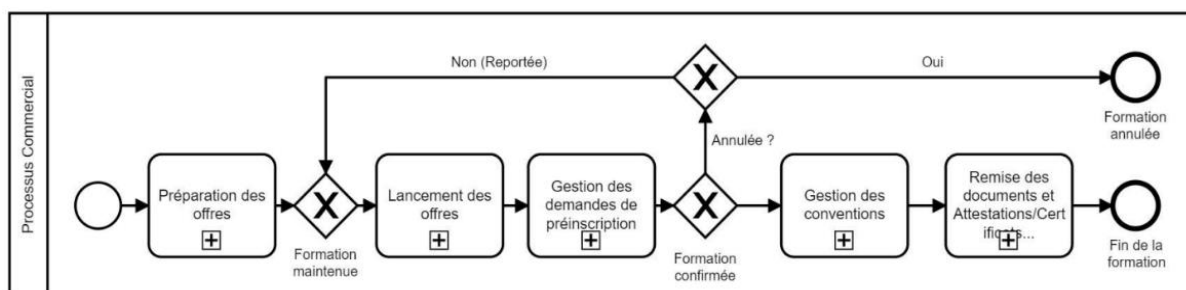 Processus Commercial
Non (Reportée)
Oui
Formation
annulée
Annulée ?
Préparation des
offres
Formation
maintenue
Lancement des
offres
Gestion des
demandes de
préinscription
Formation
confirmée
Gestion des
conventions
Remise des
documents et
Attestations/Cert
ificats...
Fin de la
formation